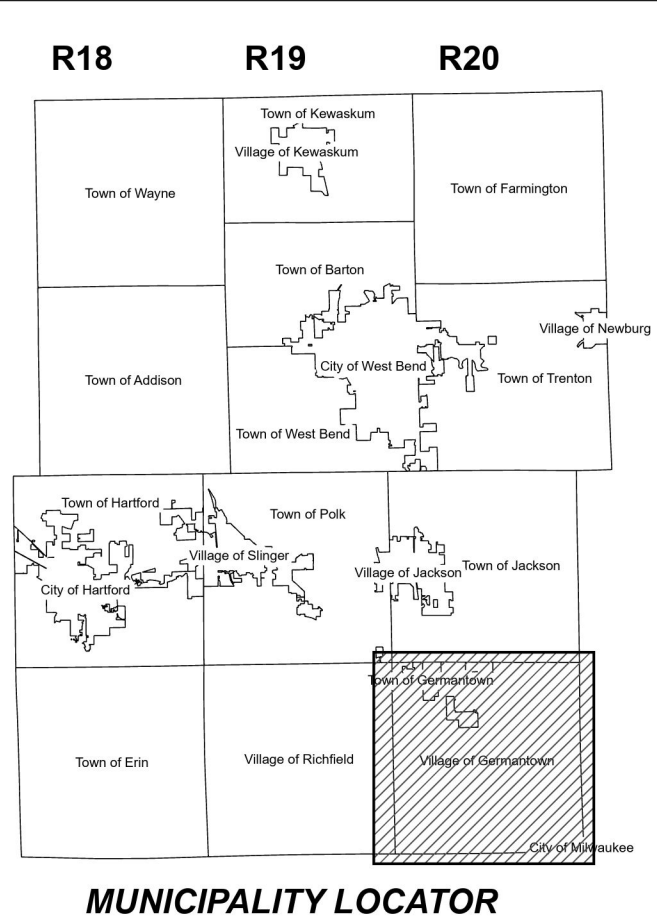 R18 R19 R20
Town of Kewaskum
Village of Kewaskum
Town of Wayne
Town of Farmington
Town of Barton
Village of Newburg
City of West Bend
Town of Addison
Town of Trenton
Town of West Bend
Town of Hartford
Town of Polk
Village of Slinger
Village of Jackson
Town of Jackson
City of Hartford
Town of Germantown
Town of Erin
Village of Richfield
Village of Germantown
City of Milwaukee
MUNICIPALITY LOCATOR